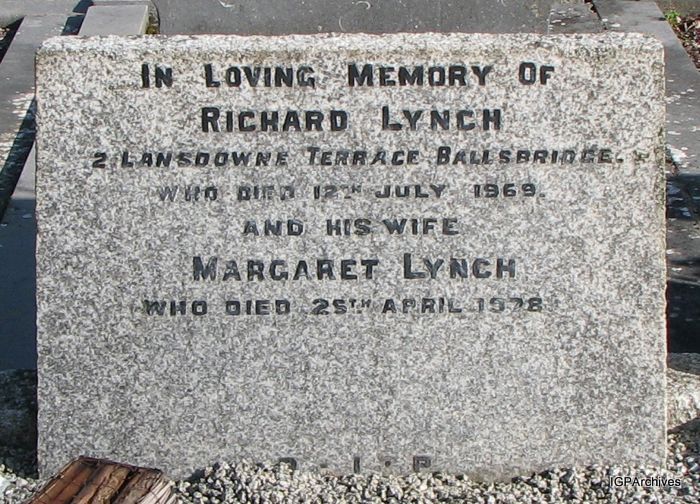 In Loving Memory Of
Richard Lynch
2 Lansdowne Terrace Ballsbridge.
Who Died 12th July 1969.
And His Wife
Margaret Lynch
Who Died 25th April 1978
R.I.P
IGPArchives